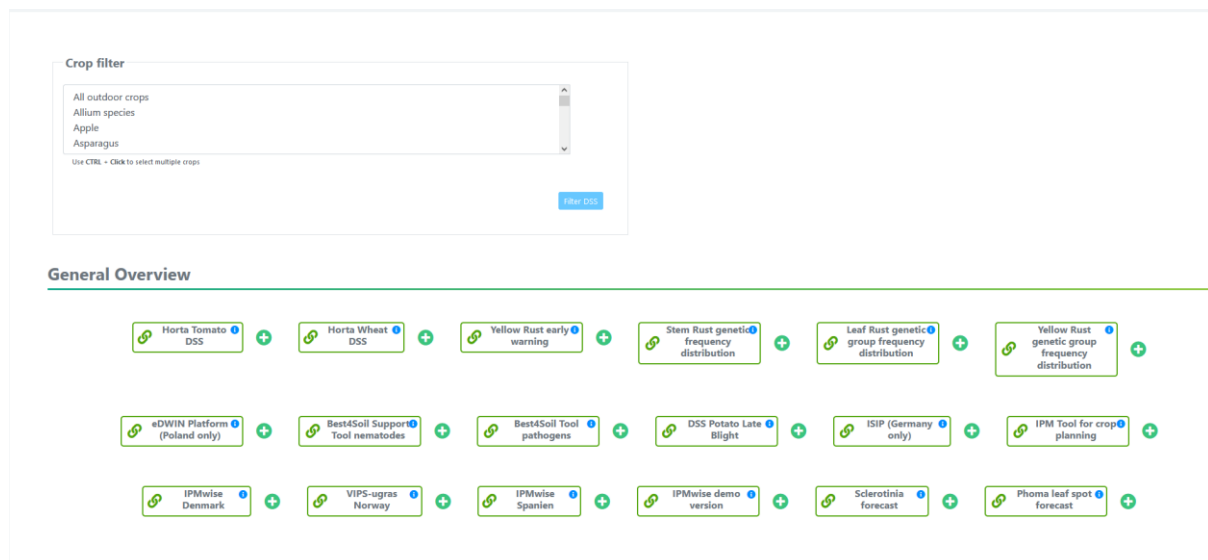 Crop filter
All outdoor crops
Allium species
Apple
Asparagus
Use CTRL + Click to select multiple crops
Filter DSS
General Overview
Horta Tomato
DSS
Horta Wheat
DSS
Yellow Rust early
warning
Stem Rust genetic
frequency
distribution
Leaf Rust genetic
group frequency
distribution
Yellow Rust
genetic group
frequency
distribution
eDWIN Platform
(Poland only)
Best4Soil Support
Tool nematodes
Best4Soil Tool
pathogens
DSS Potato Late
Blight
ISIP (Germany
only)
IPM Tool for crop
planning
IPMwise
Denmark
VIPS-ugras
Norway
IPMwise
Spanien
IPMwise demo
version
Sclerotinia
forecast
Phoma leaf spot
forecast